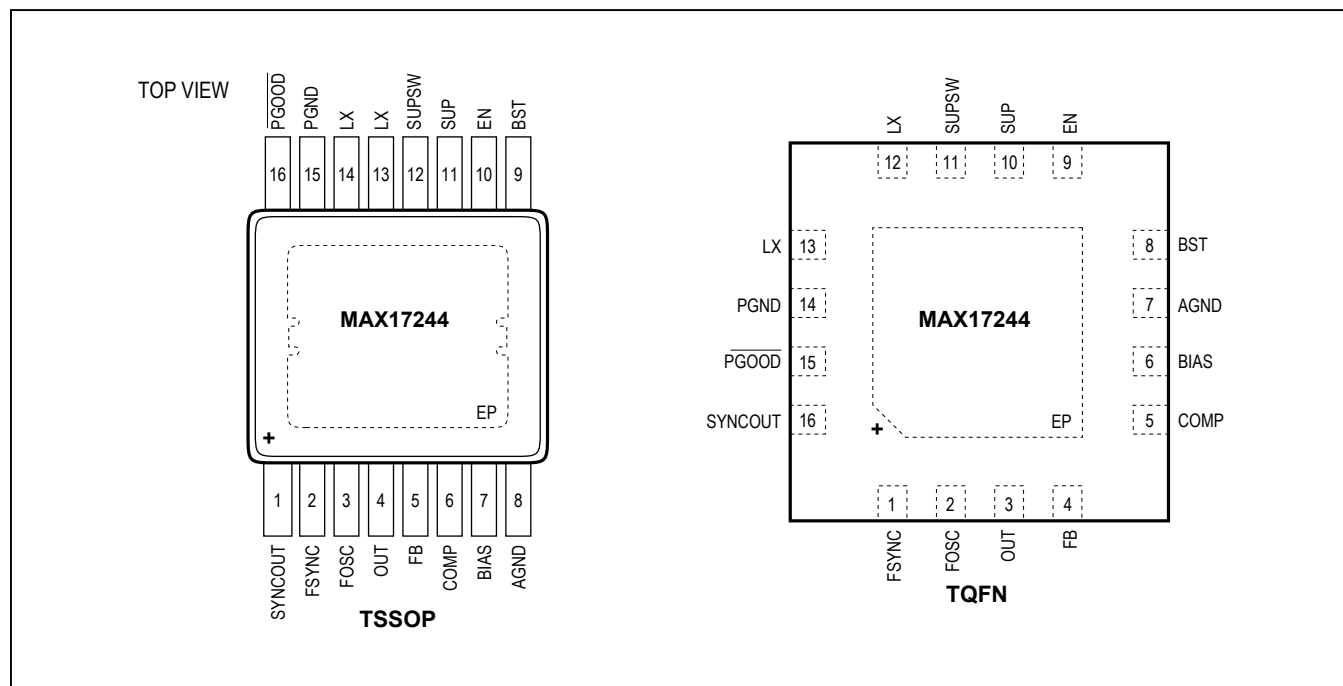 TOP VIEW
PGOOD
PGND
LX
LX
SUPSW
SUP
EN
BST
16
15
14
13
12
11
10
9
MAX17244
EP
+
1
2
3
4
5
6
7
8
SYNCOUT
FSYNC
FOSC
OUT
FB
COMP
BIAS
AGND
TSSOP
LX
SUPSW
SUP
EN
12
11
10
9
LX 13
PGND 14
PGOOD 15
SYNCOUT 16
MAX17244
8 BST
7 AGND
6 BIAS
5 COMP
EP
+
1
2
3
4
FSYNC
FOSC
OUT
FB
TQFN